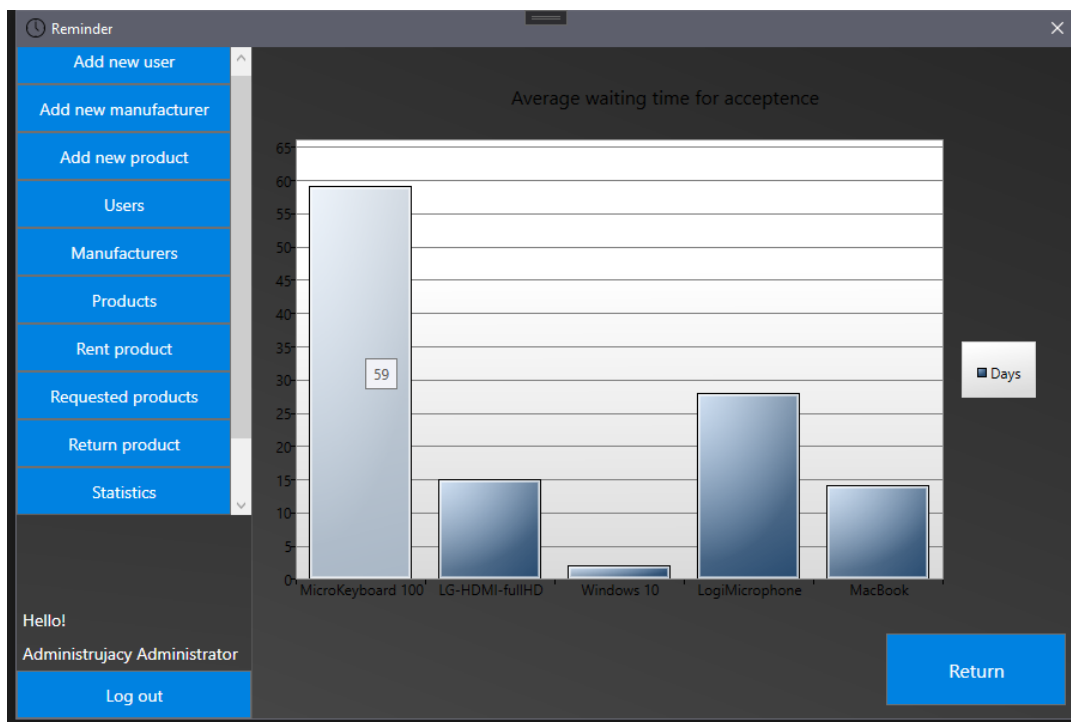 Reminder
Add new user
Add new manufacturer
Add new product
Users
Manufacturers
Products
Rent product
Requested products
Return product
Statistics
Hello!
Administrujacy Administrator
Log out
Average waiting time for acceptence
65
60
55
50
45
40
35
30
25
20
15
10
5
0
59
MicroKeyboard 100 LG-HDMI-fullHD Windows 10 LogiMicrophone MacBook
Days
Return